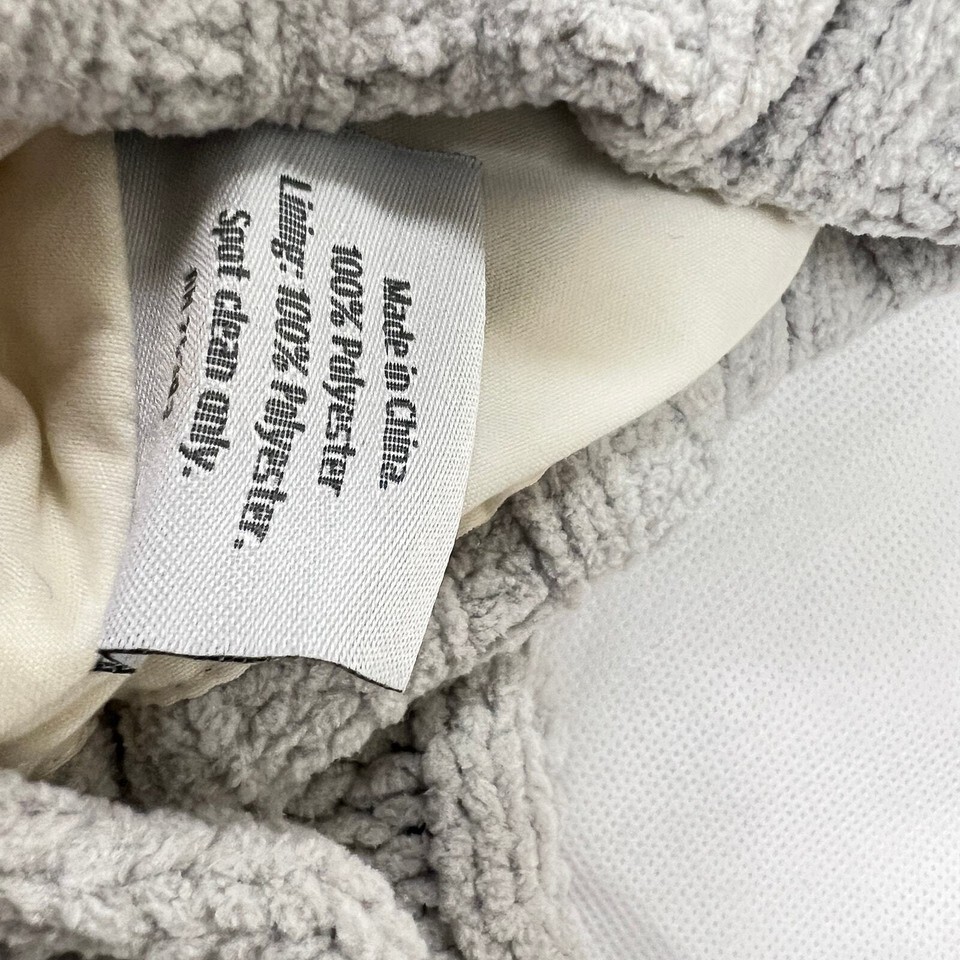 Made in China.
100% Polyester
Lining: 100% Polyester.
Spot clean only.